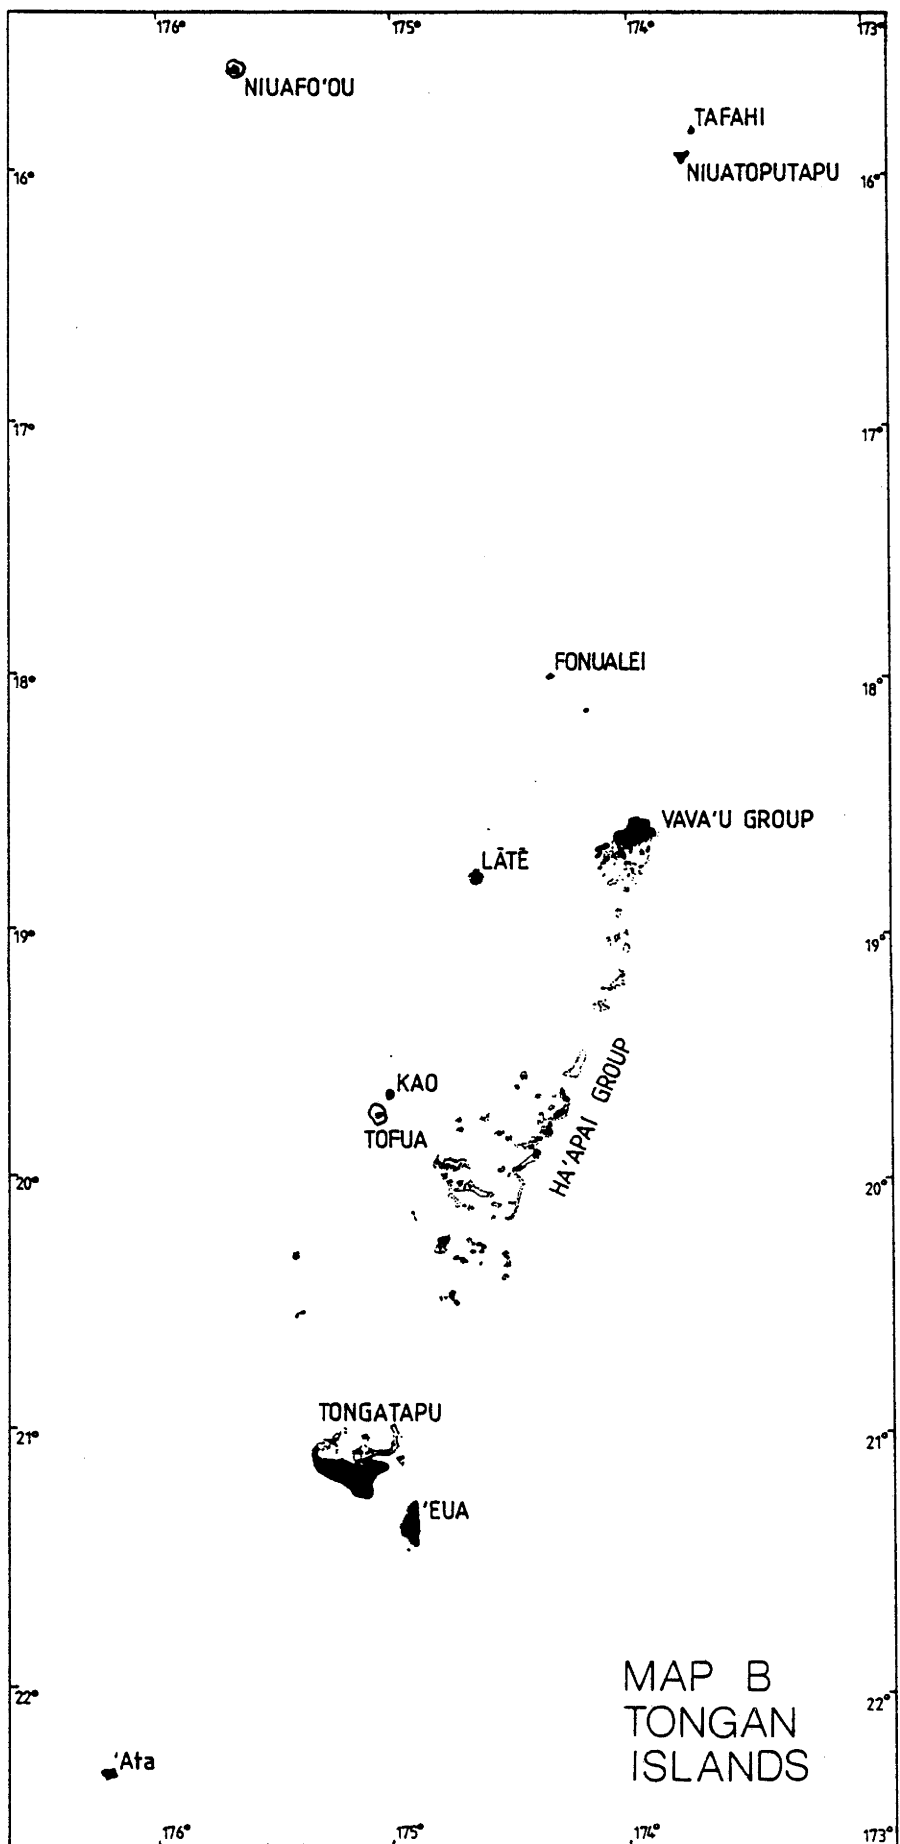 176° 175° 174° 173°
NIUAFO'OU
TAFAHI
NIUATOPUTAPU
16° 16°
17° 17°
FONUALEI
18° 18°
VAVA'U GROUP
LĀTĒ
19° 19°
HA'APAI GROUP
KAO
TOFUA
20° 20°
TONGATAPU
21° 21°
'EUA
MAP B
TONGAN
ISLANDS
22° 22°
'Ata
176° 175° 174° 173°